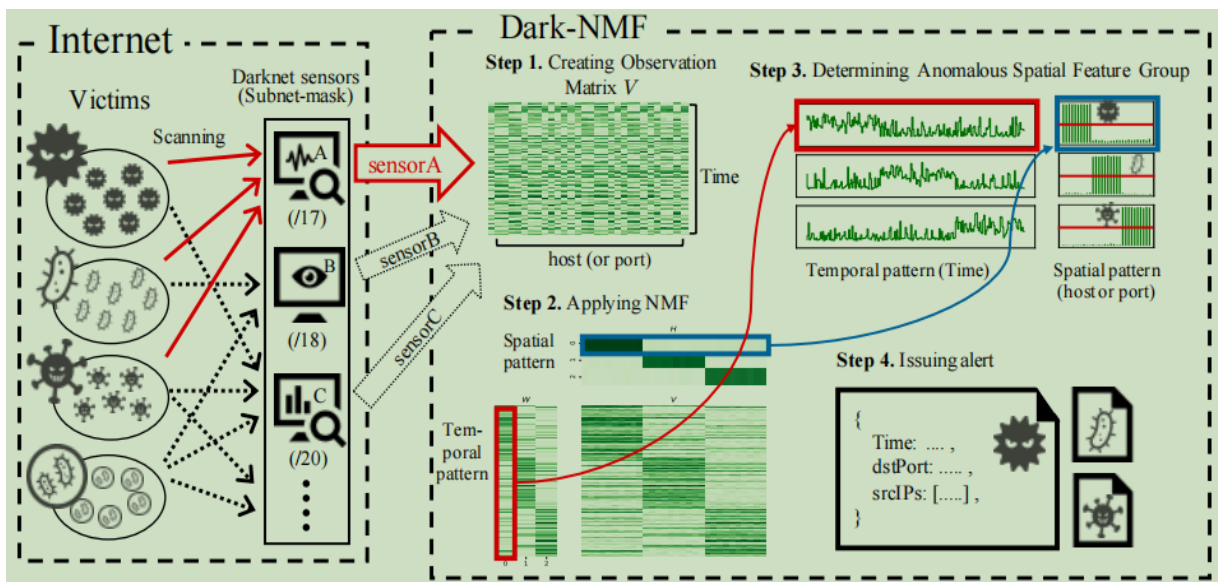 Internet
Victims
Darknet sensors
(Subnet-mask)
Scanning
A
(/17)
B
(/18)
C
(/20)
sensorA
sensorB
sensorC
Dark-NMF
Step 1. Creating Observation
Matrix V
Time
host (or port)
Step 2. Applying NMF
Spatial
pattern
H
0
1
2
W
V
Tem-
poral
pattern
0
1
2
Step 3. Determining Anomalous Spatial Feature Group
Temporal pattern (Time)
Spatial pattern
(host or port)
Step 4. Issuing alert
{
Time: .... ,
dstPort: ..... ,
srcIPs: [.....] ,
}